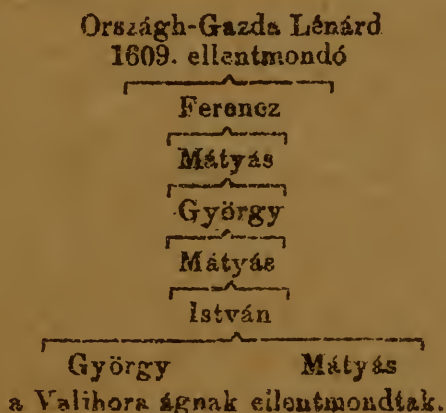 Országh-Gazda Lénárd
1609. ellentmondó
Ferencz
Mátyás
György
Mátyás
István
György Mátyás
a Valihora ágnak ellentmondtak.